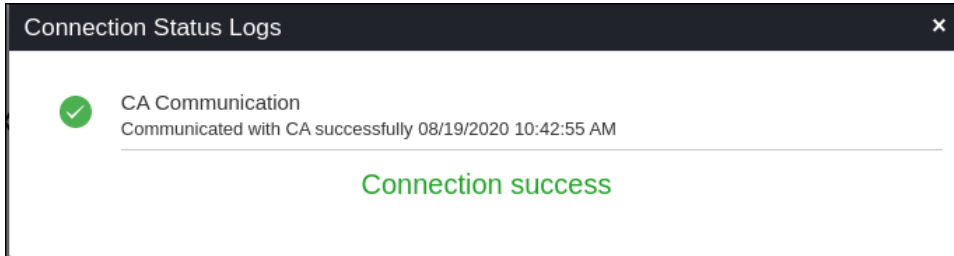 Connection Status Logs ×
CA Communication
Communicated with CA successfully 08/19/2020 10:42:55 AM
Connection success